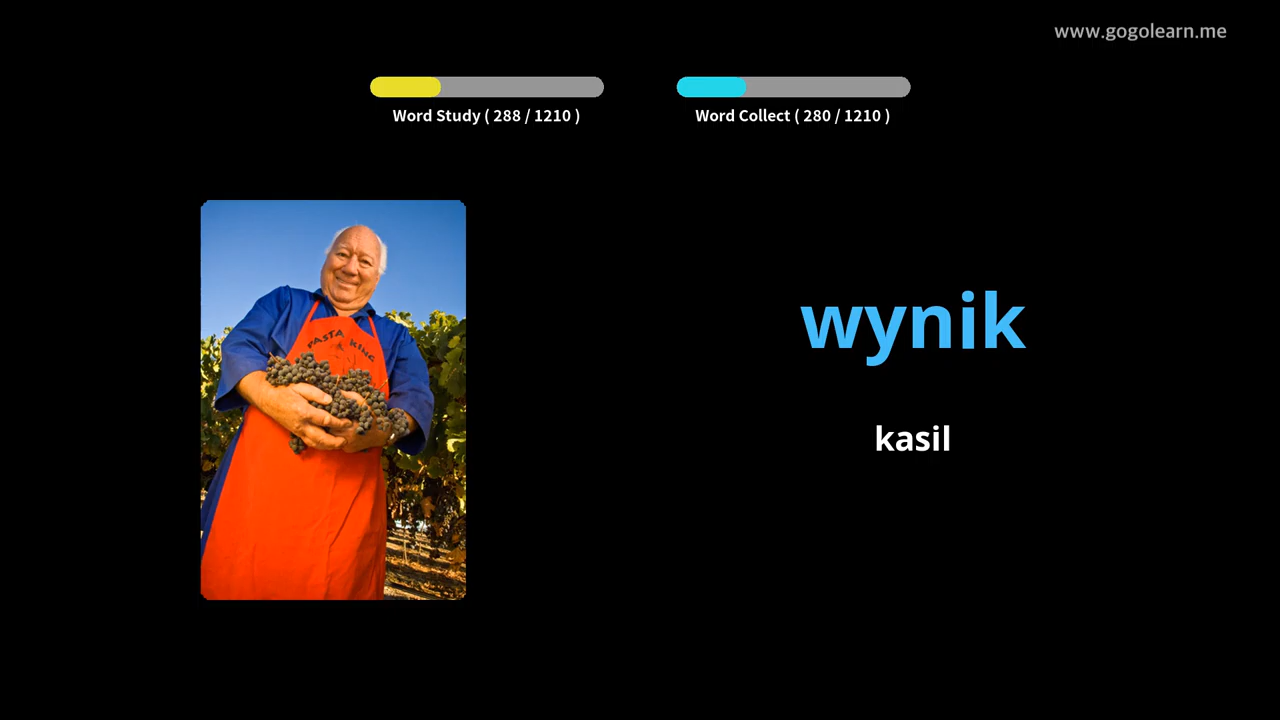 www.gogolearn.me
Word Study ( 288 / 1210 )
Word Collect ( 280 / 1210 )
PASTA KING
wynik
kasil